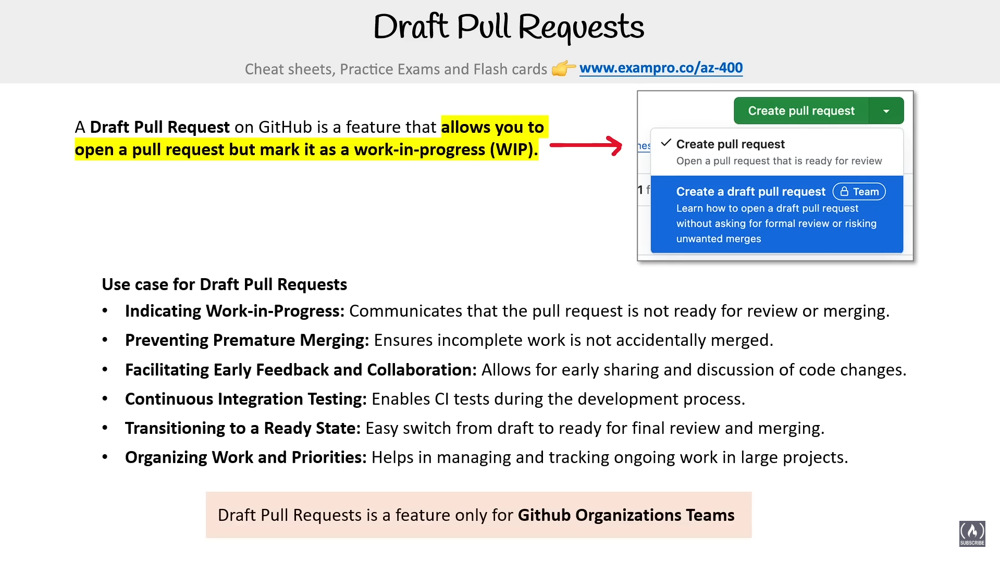 Draft Pull Requests
Cheat sheets, Practice Exams and Flash cards 👉 www.exampro.co/az-400
A Draft Pull Request on GitHub is a feature that allows you to
open a pull request but mark it as a work-in-progress (WIP).
Create pull request
Create pull request
Open a pull request that is ready for review
Create a draft pull request Team
Learn how to open a draft pull request
without asking for formal review or risking
unwanted merges
Use case for Draft Pull Requests
• Indicating Work-in-Progress: Communicates that the pull request is not ready for review or merging.
• Preventing Premature Merging: Ensures incomplete work is not accidentally merged.
• Facilitating Early Feedback and Collaboration: Allows for early sharing and discussion of code changes.
• Continuous Integration Testing: Enables CI tests during the development process.
• Transitioning to a Ready State: Easy switch from draft to ready for final review and merging.
• Organizing Work and Priorities: Helps in managing and tracking ongoing work in large projects.
Draft Pull Requests is a feature only for Github Organizations Teams
SUBSCRIBE